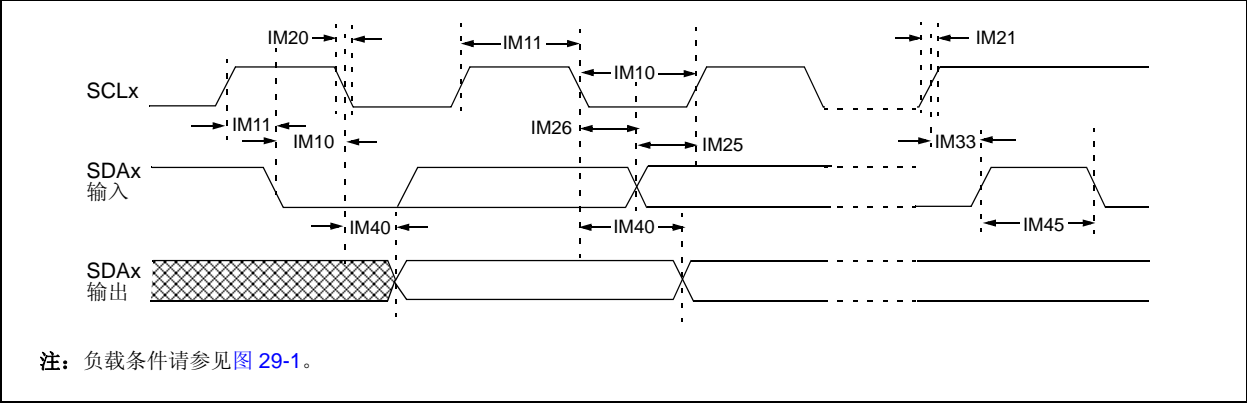 IM20
IM11
IM21
IM10
SCLx
IM11
IM26
IM10
IM25
IM33
SDAx
输入
IM40
IM40
IM45
SDAx
输出
注：负载条件请参见图 29-1。